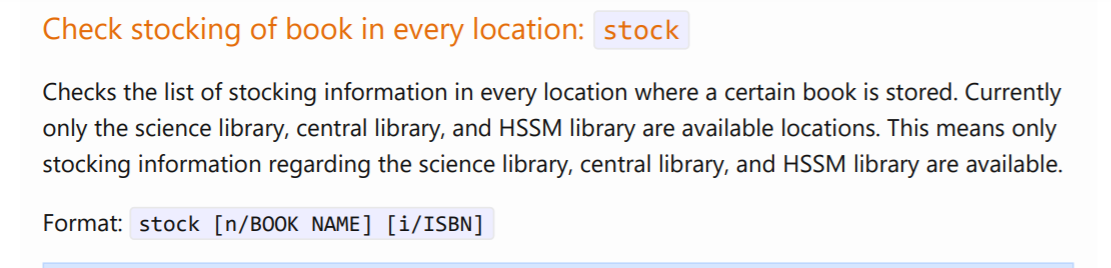 Check stocking of book in every location: stock
Checks the list of stocking information in every location where a certain book is stored. Currently
only the science library, central library, and HSSM library are available locations. This means only
stocking information regarding the science library, central library, and HSSM library are available.
Format: stock [n/BOOK NAME] [i/ISBN]